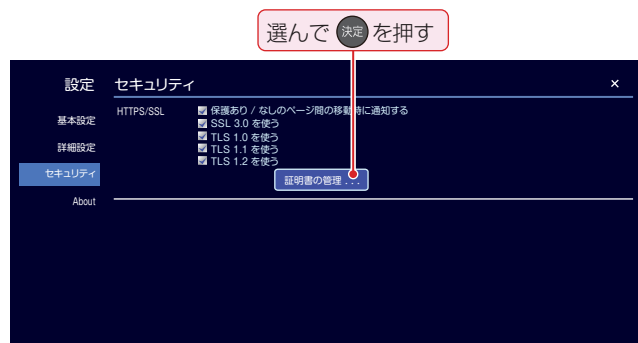 選んで 決定 を押す
設定 セキュリティ ×
HTTPS/SSL 保護あり / なしのページ間の移動時に通知する
基本設定 SSL 3.0 を使う
TLS 1.0 を使う
詳細設定 TLS 1.1 を使う
TLS 1.2 を使う
セキュリティ 証明書の管理 . . .
About